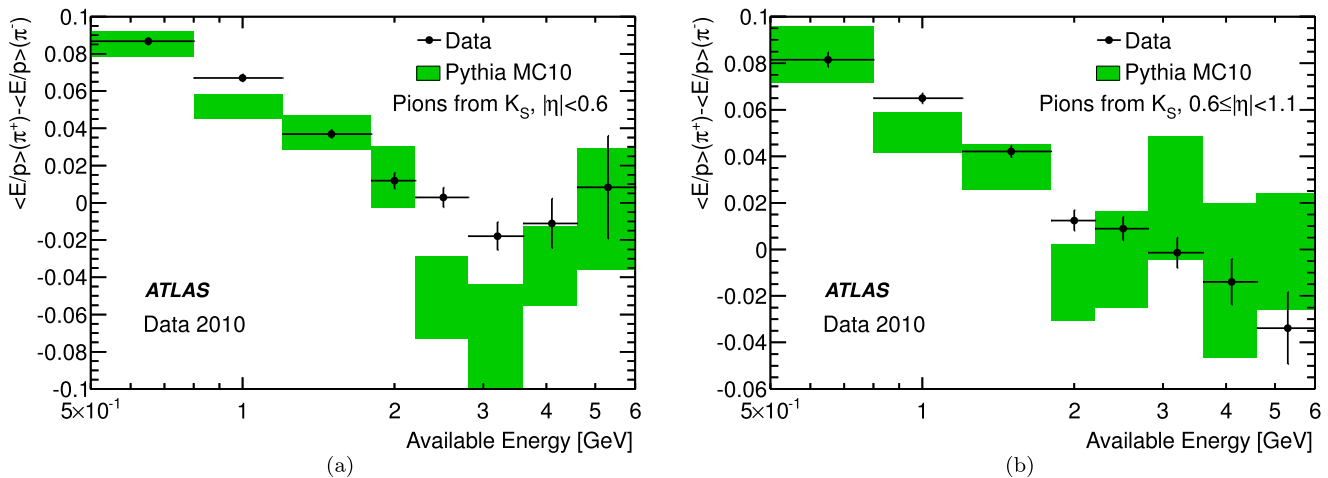 <E/p>(π⁺)-<E/p>(π⁻)
0.1
0.08
0.06
0.04
0.02
0
-0.02
-0.04
-0.06
-0.08
-0.1
Data
Pythia MC10
Pions from K_S, |η|<0.6
ATLAS
Data 2010
5×10⁻¹ 1 2 3 4 5 6
Available Energy [GeV]
(a)
<E/p>(π⁺)-<E/p>(π⁻)
0.1
0.08
0.06
0.04
0.02
0
-0.02
-0.04
-0.06
Data
Pythia MC10
Pions from K_S, 0.6≤|η|<1.1
ATLAS
Data 2010
5×10⁻¹ 1 2 3 4 5 6
Available Energy [GeV]
(b)